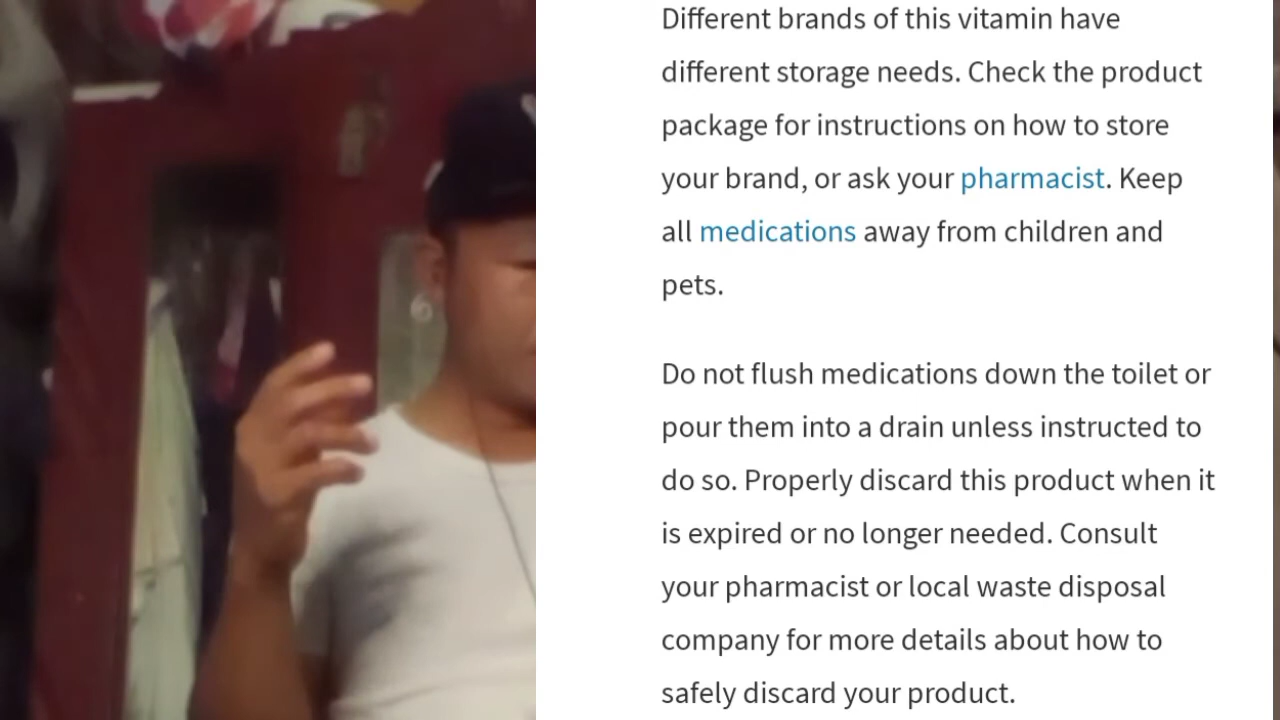 Different brands of this vitamin have
different storage needs. Check the product
package for instructions on how to store
your brand, or ask your pharmacist. Keep
all medications away from children and
pets.
Do not flush medications down the toilet or
pour them into a drain unless instructed to
do so. Properly discard this product when it
is expired or no longer needed. Consult
your pharmacist or local waste disposal
company for more details about how to
safely discard your product.